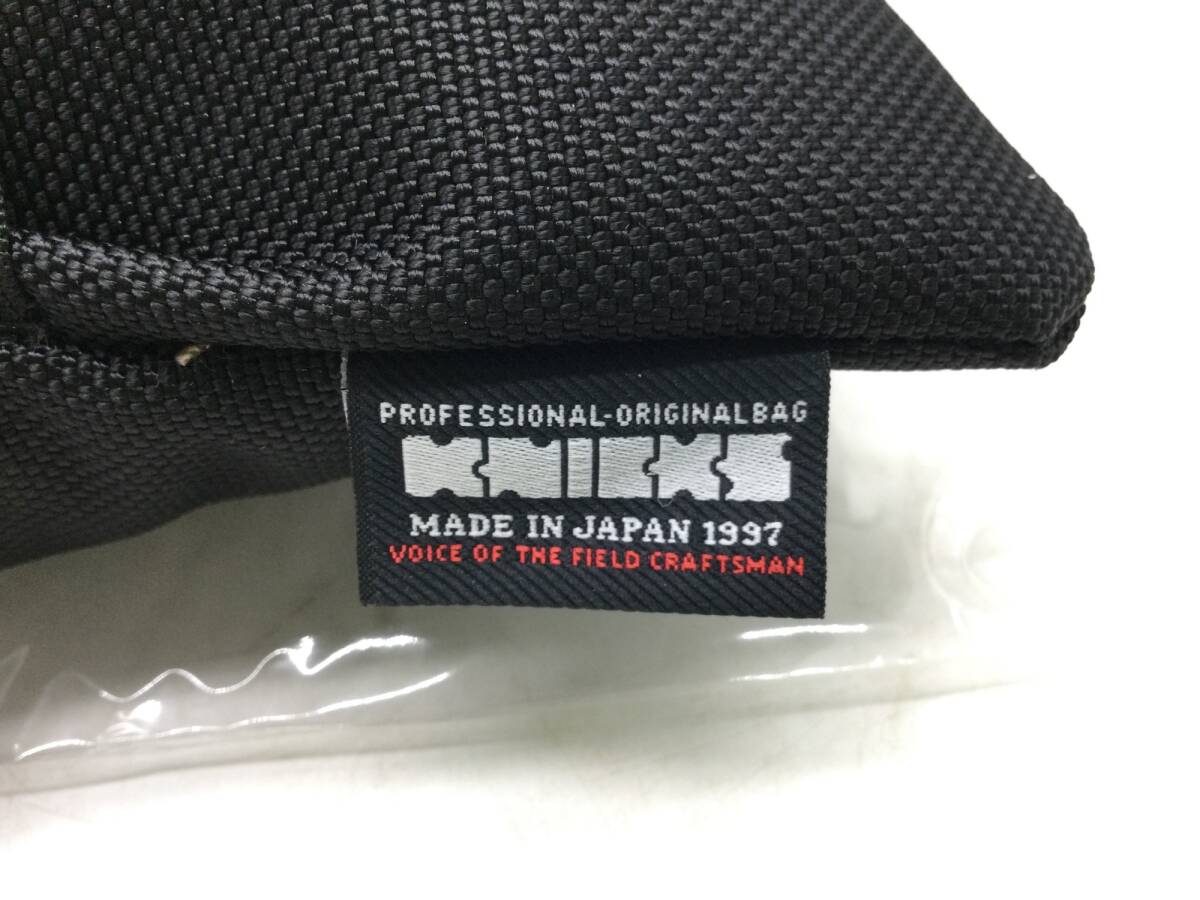 PROFESSIONAL-ORIGINALBAG
KNICKS
MADE IN JAPAN 1997
VOICE OF THE FIELD CRAFTSMAN